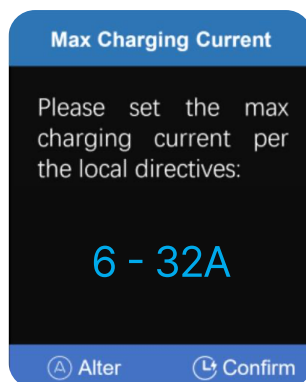 Max Charging Current
Please set the max
charging current per
the local directives:
6 - 32A
A Alter
Confirm